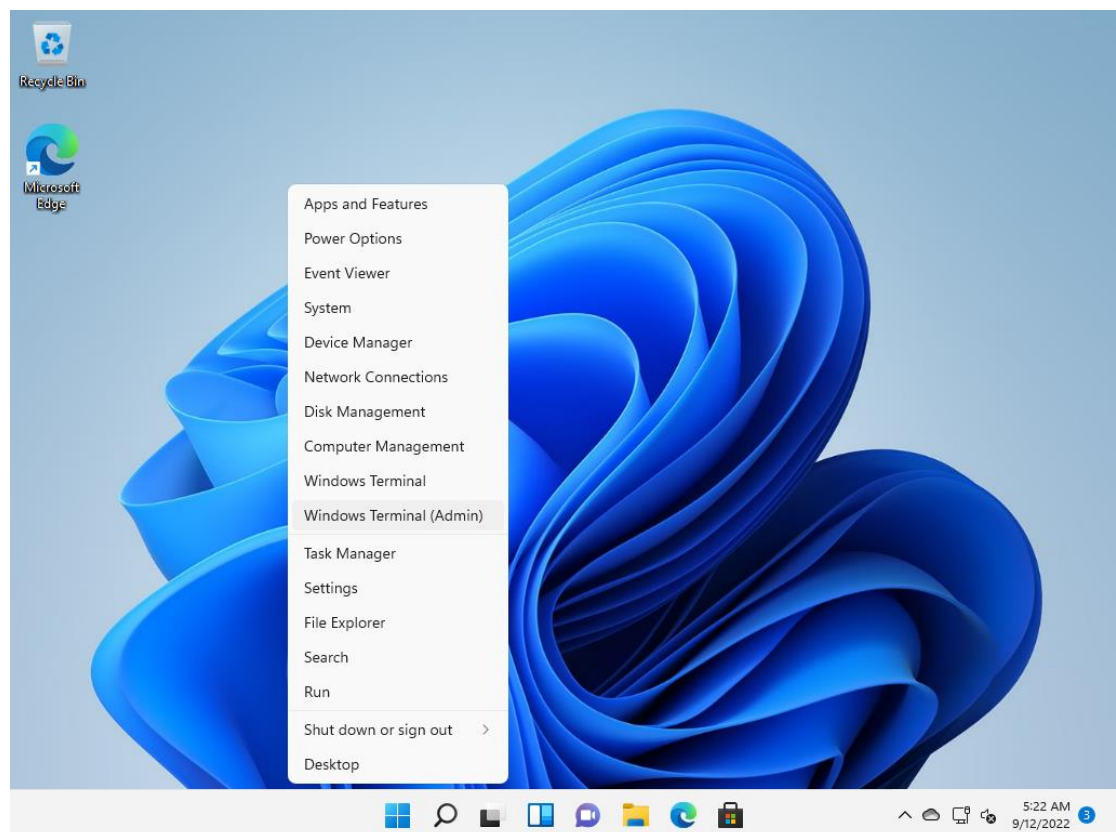 Recycle Bin
Microsoft
Edge
Apps and Features
Power Options
Event Viewer
System
Device Manager
Network Connections
Disk Management
Computer Management
Windows Terminal
Windows Terminal (Admin)
Task Manager
Settings
File Explorer
Search
Run
Shut down or sign out
Desktop
5:22 AM
9/12/2022
3